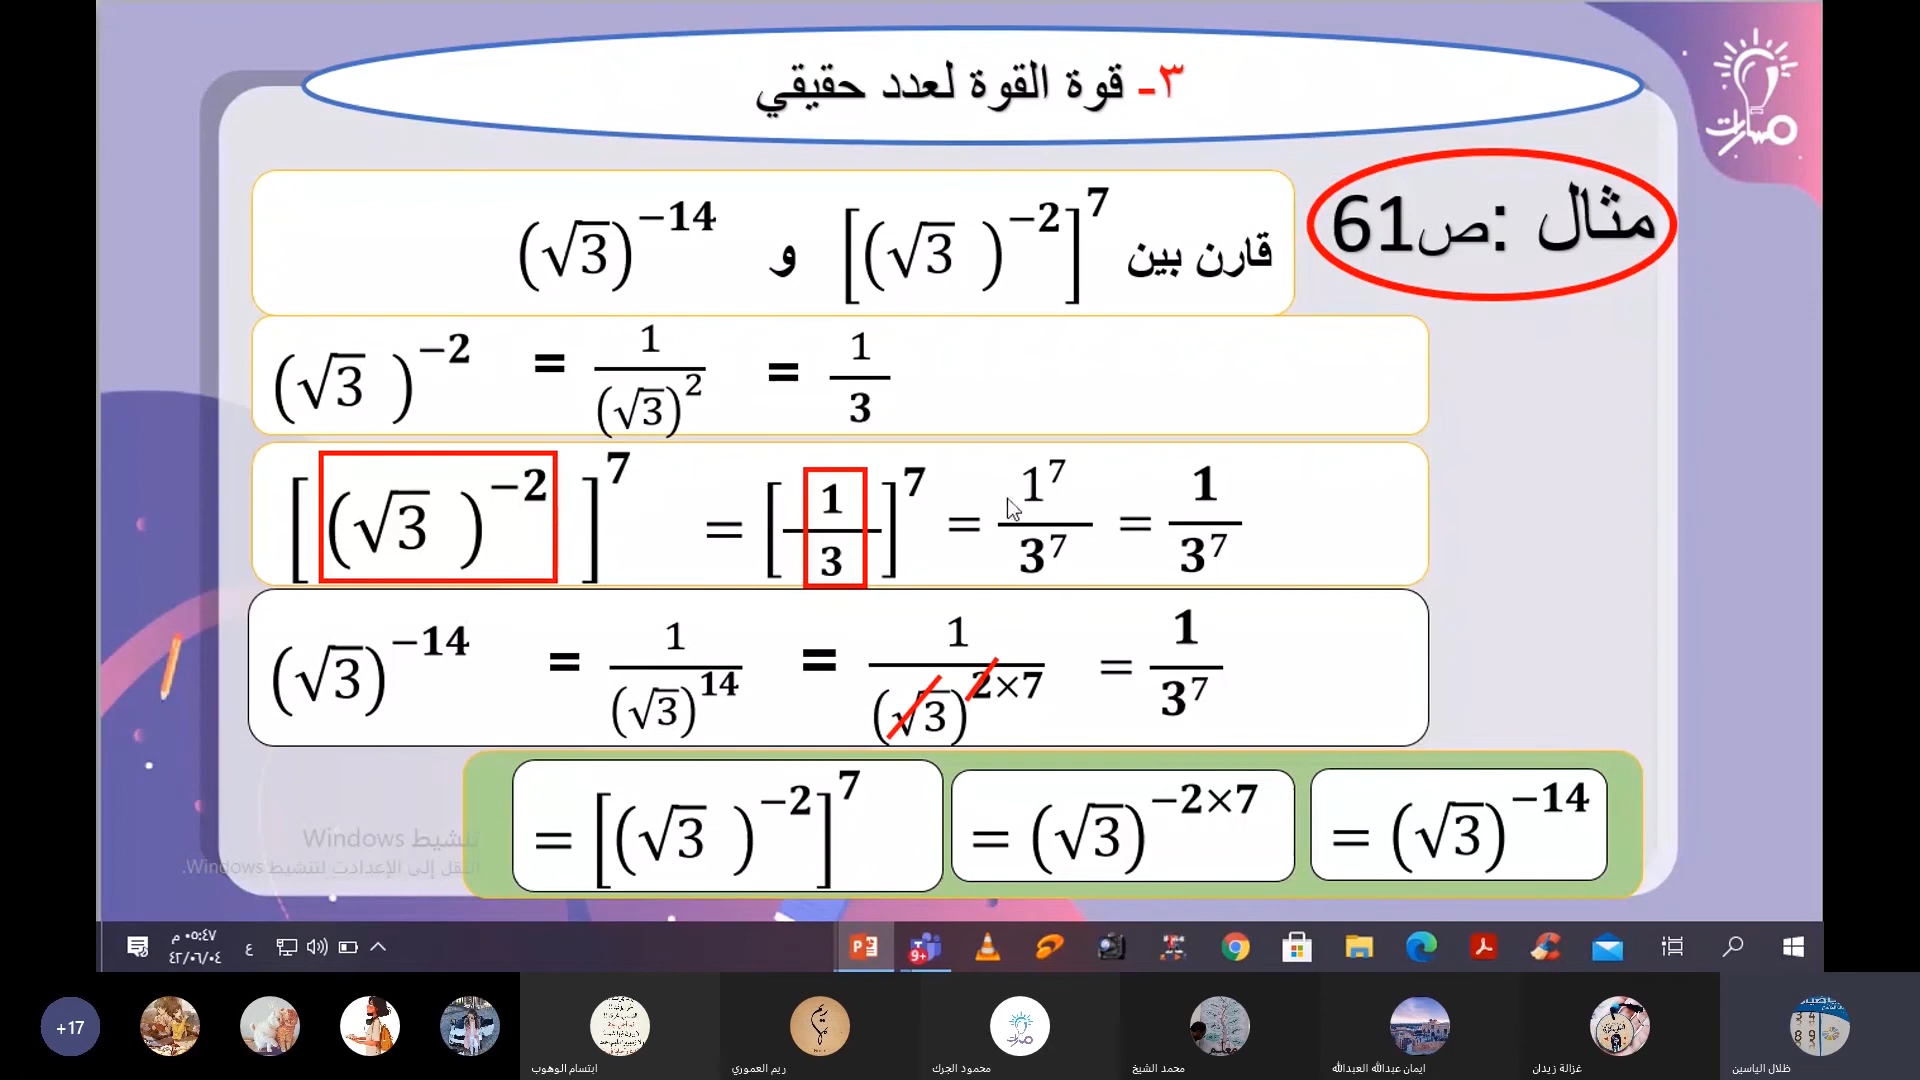 ٣- قوة القوة لعدد حقيقي
مسارات
مثال :ص61
قارن بين [(√3 )^−2]^7 و (√3)^−14
(√3 )^−2 = 1/(√3)^2 = 1/3
[(√3 )^−2 ]^7 = [1/3]^7 = 1^7/3^7 = 1/3^7
(√3)^−14 = 1/(√3)^14 = 1/(√3)^2×7 = 1/3^7
= [(√3 )^−2]^7 = (√3)^−2×7 = (√3)^−14
تنشيط Windows
انتقل إلى الإعدادت لتنشيط Windows.
٠٥:٤٧ م
٤٢/٠٦/٠٤
ع
9+
+17
ابتسام الوهوب
ريم العموري
محمود الجرك
محمد الشيخ
ايمان عبدالله العبدالله
غزالة زيدان
ظلال الياسين